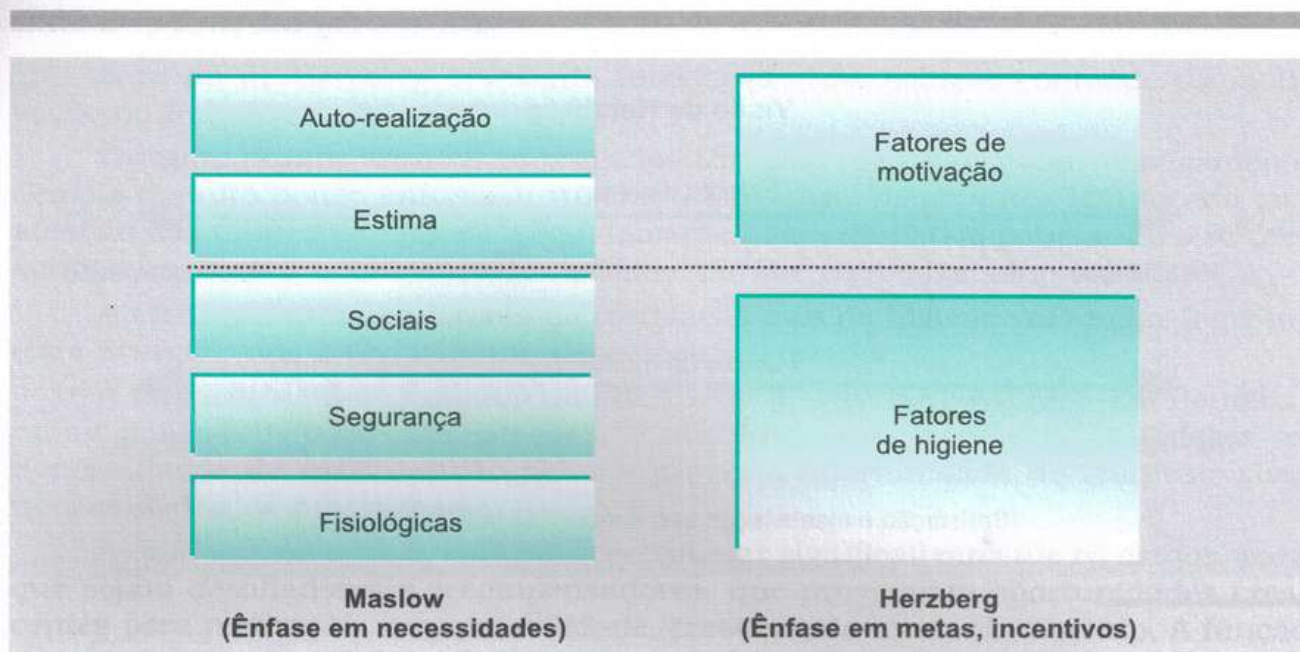 Auto-realização
Estima
Sociais
Segurança
Fisiológicas
Maslow
(Ênfase em necessidades)
Fatores de
motivação
Fatores
de higiene
Herzberg
(Ênfase em metas, incentivos)